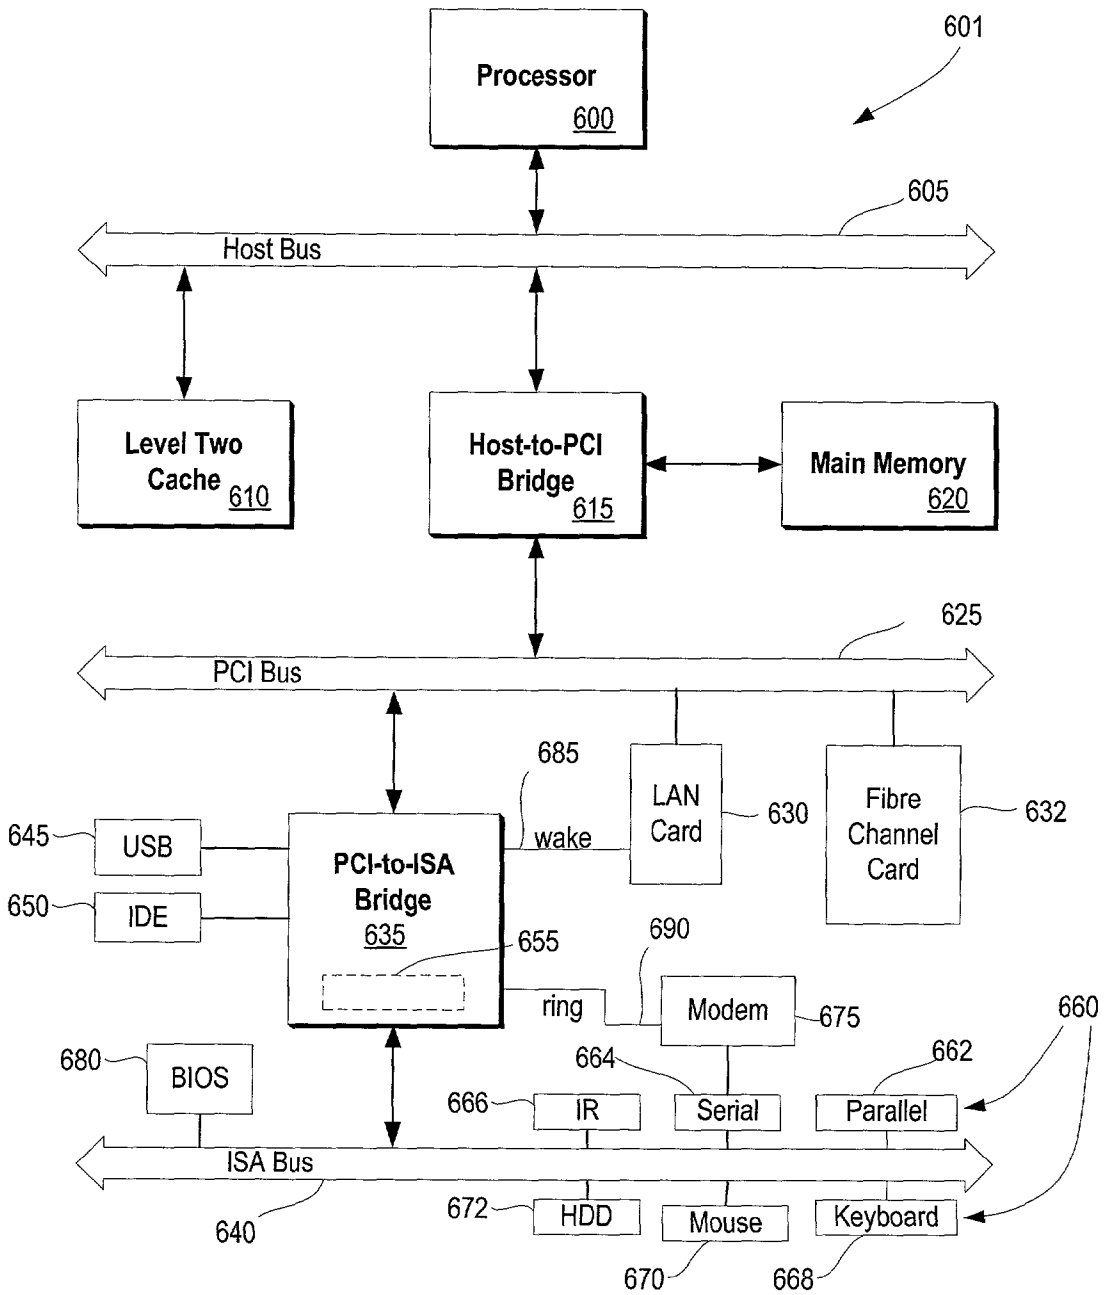 601
Processor
600
605
Host Bus
Level Two
Cache
610
Host-to-PCI
Bridge
615
Main Memory
620
625
PCI Bus
685
wake
LAN
Card
630
Fibre
Channel
Card
632
645
USB
650
IDE
PCI-to-ISA
Bridge
635
655
690
ring
Modem
675
660
680
BIOS
664
662
666
IR
Serial
Parallel
ISA Bus
640
672
HDD
Mouse
Keyboard
670
668